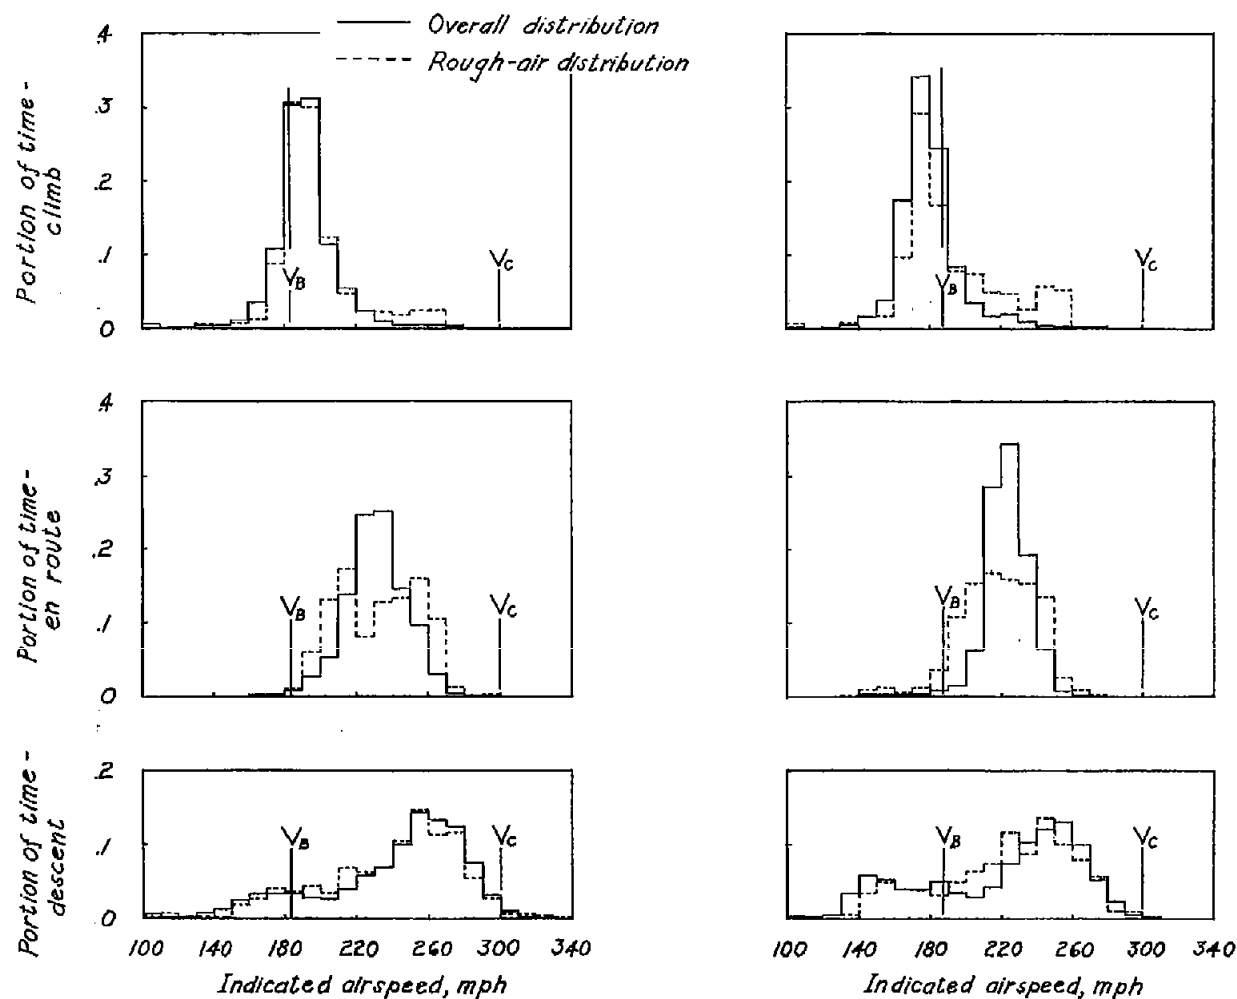 Overall distribution
Rough-air distribution
Portion of time-
climb
.4
.3
.2
.1
0
V_B
V_C
V_B
V_C
Portion of time-
en route
.4
.3
.2
.1
0
V_B
V_C
V_B
V_C
Portion of time-
descent
.2
.1
0
V_B
V_C
V_B
V_C
100 140 180 220 260 300 340
100 140 180 220 260 300 340
Indicated airspeed, mph
Indicated airspeed, mph